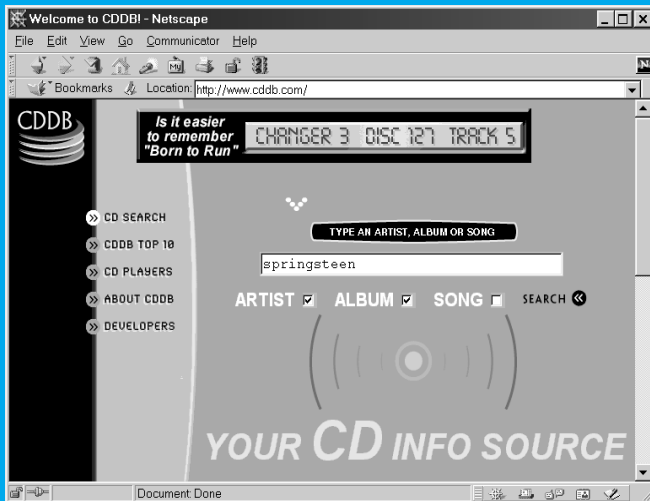 Welcome to CDDB! - Netscape
File Edit View Go Communicator Help
My N
Bookmarks Location: http://www.cddb.com/
CDDB
Is it easier
to remember
"Born to Run"
CHANGER 3 DISC 127 TRACK 5
CD SEARCH
CDDB TOP 10
CD PLAYERS
ABOUT CDDB
DEVELOPERS
TYPE AN ARTIST, ALBUM OR SONG
springsteen
ARTIST ALBUM SONG SEARCH
YOUR CD INFO SOURCE
Document Done